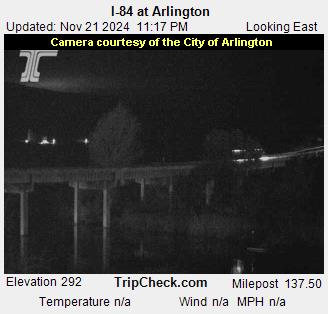 I-84 at Arlington
Updated: Nov 21 2024 11:17 PM Looking East
Camera courtesy of the City of Arlington
Elevation 292 TripCheck.com Milepost 137.50
Temperature n/a Wind n/a MPH n/a